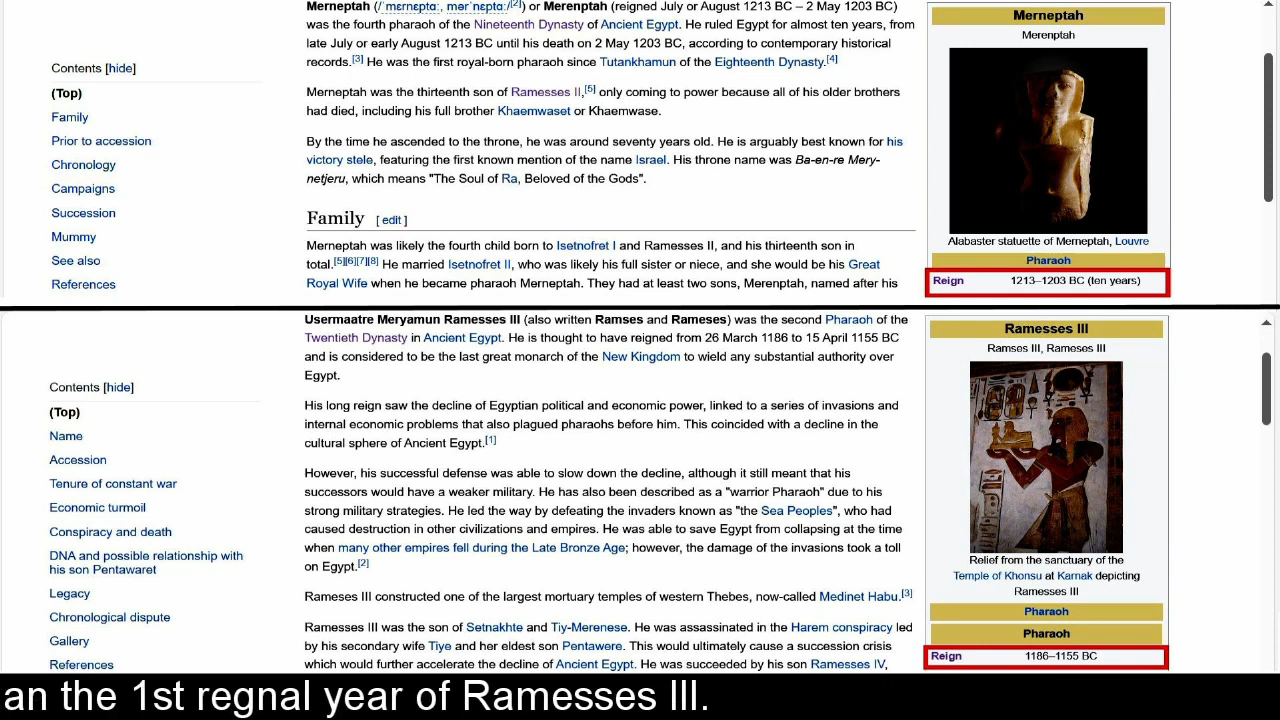 Merneptah (/ˈmɛrnɛptɑː, mərˈnɛptɑː/[2]) or Merenptah (reigned July or August 1213 BC – 2 May 1203 BC)
was the fourth pharaoh of the Nineteenth Dynasty of Ancient Egypt. He ruled Egypt for almost ten years, from
late July or early August 1213 BC until his death on 2 May 1203 BC, according to contemporary historical
records.[3] He was the first royal-born pharaoh since Tutankhamun of the Eighteenth Dynasty.[4]
Merneptah was the thirteenth son of Ramesses II,[5] only coming to power because all of his older brothers
had died, including his full brother Khaemwaset or Khaemwase.
By the time he ascended to the throne, he was around seventy years old. He is arguably best known for his
victory stele, featuring the first known mention of the name Israel. His throne name was Ba-en-re Mery-
netjeru, which means "The Soul of Ra, Beloved of the Gods".
Family [ edit ]
Merneptah was likely the fourth child born to Isetnofret I and Ramesses II, and his thirteenth son in
total.[5][6][7][8] He married Isetnofret II, who was likely his full sister or niece, and she would be his Great
Royal Wife when he became pharaoh Merneptah. They had at least two sons, Merenptah, named after his
Contents [hide]
(Top)
Family
Prior to accession
Chronology
Campaigns
Succession
Mummy
See also
References
Merneptah
Merenptah
Alabaster statuette of Merneptah, Louvre
Pharaoh
Reign 1213–1203 BC (ten years)
Usermaatre Meryamun Ramesses III (also written Ramses and Rameses) was the second Pharaoh of the
Twentieth Dynasty in Ancient Egypt. He is thought to have reigned from 26 March 1186 to 15 April 1155 BC
and is considered to be the last great monarch of the New Kingdom to wield any substantial authority over
Egypt.
His long reign saw the decline of Egyptian political and economic power, linked to a series of invasions and
internal economic problems that also plagued pharaohs before him. This coincided with a decline in the
cultural sphere of Ancient Egypt.[1]
However, his successful defense was able to slow down the decline, although it still meant that his
successors would have a weaker military. He has also been described as a "warrior Pharaoh" due to his
strong military strategies. He led the way by defeating the invaders known as "the Sea Peoples", who had
caused destruction in other civilizations and empires. He was able to save Egypt from collapsing at the time
when many other empires fell during the Late Bronze Age; however, the damage of the invasions took a toll
on Egypt.[2]
Rameses III constructed one of the largest mortuary temples of western Thebes, now-called Medinet Habu.[3]
Ramesses III was the son of Setnakhte and Tiy-Merenese. He was assassinated in the Harem conspiracy led
by his secondary wife Tiye and her eldest son Pentawere. This would ultimately cause a succession crisis
which would further accelerate the decline of Ancient Egypt. He was succeeded by his son Ramesses IV,
Contents [hide]
(Top)
Name
Accession
Tenure of constant war
Economic turmoil
Conspiracy and death
DNA and possible relationship with
his son Pentawaret
Legacy
Chronological dispute
Gallery
References
Ramesses III
Ramses III, Rameses III
Relief from the sanctuary of the
Temple of Khonsu at Karnak depicting
Ramesses III
Pharaoh
Pharaoh
Reign 1186–1155 BC
an the 1st regnal year of Ramesses III.